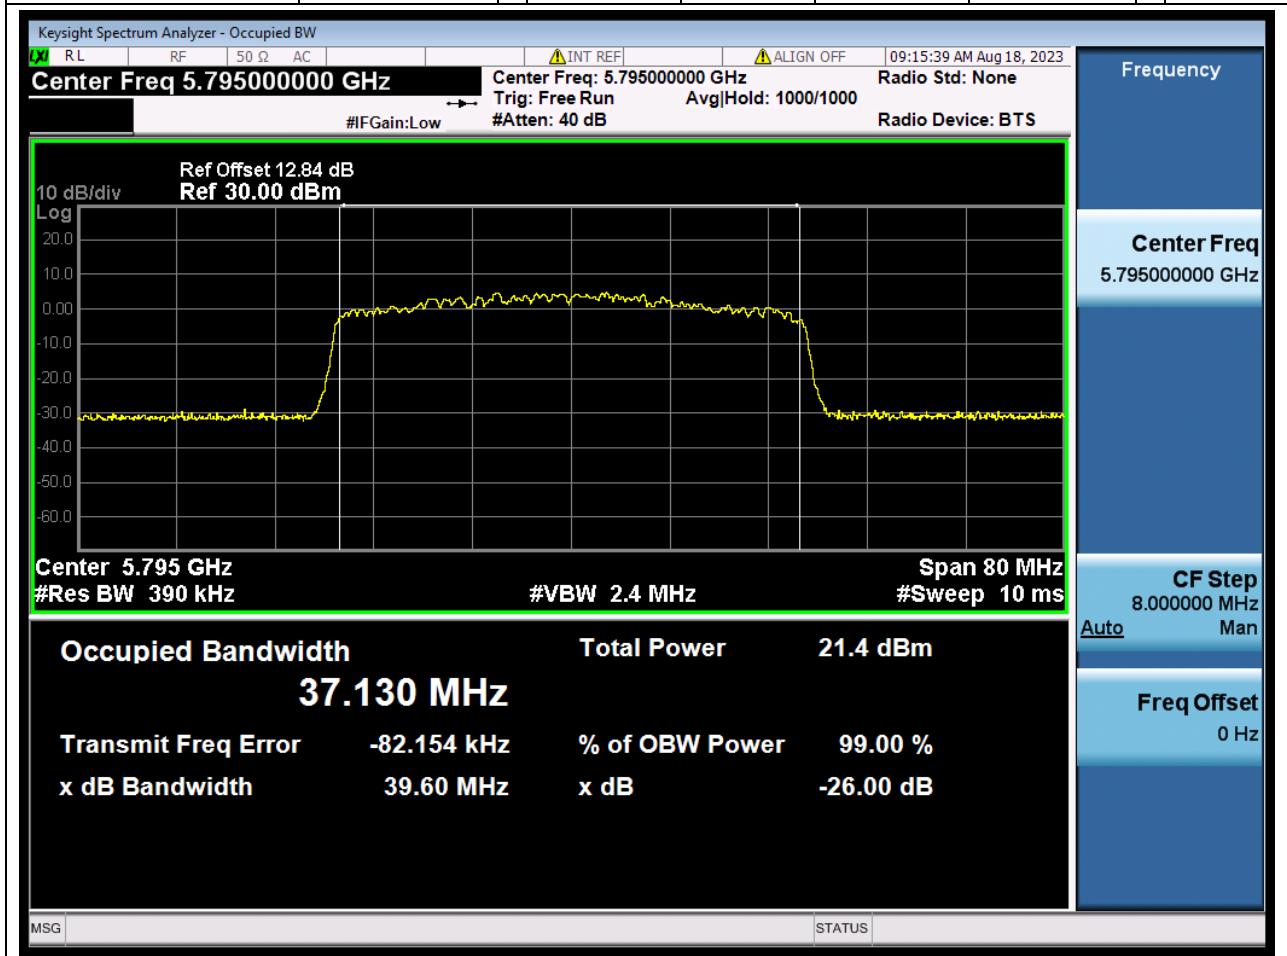 Keysight Spectrum Analyzer - Occupied BW
LXI RL RF 50 Ω AC INT REF ALIGN OFF 09:15:39 AM Aug 18, 2023
Center Freq 5.795000000 GHz
Center Freq: 5.795000000 GHz
Radio Std: None
Trig: Free Run Avg|Hold: 1000/1000
#IFGain:Low #Atten: 40 dB
Radio Device: BTS
Ref Offset 12.84 dB
10 dB/div Ref 30.00 dBm
Log
20.0
10.0
0.00
-10.0
-20.0
-30.0
-40.0
-50.0
-60.0
Center 5.795 GHz Span 80 MHz
#Res BW 390 kHz #VBW 2.4 MHz #Sweep 10 ms
Occupied Bandwidth Total Power 21.4 dBm
37.130 MHz
Transmit Freq Error -82.154 kHz % of OBW Power 99.00 %
x dB Bandwidth 39.60 MHz x dB -26.00 dB
MSG STATUS
Frequency
Center Freq
5.795000000 GHz
CF Step
8.000000 MHz
Auto Man
Freq Offset
0 Hz